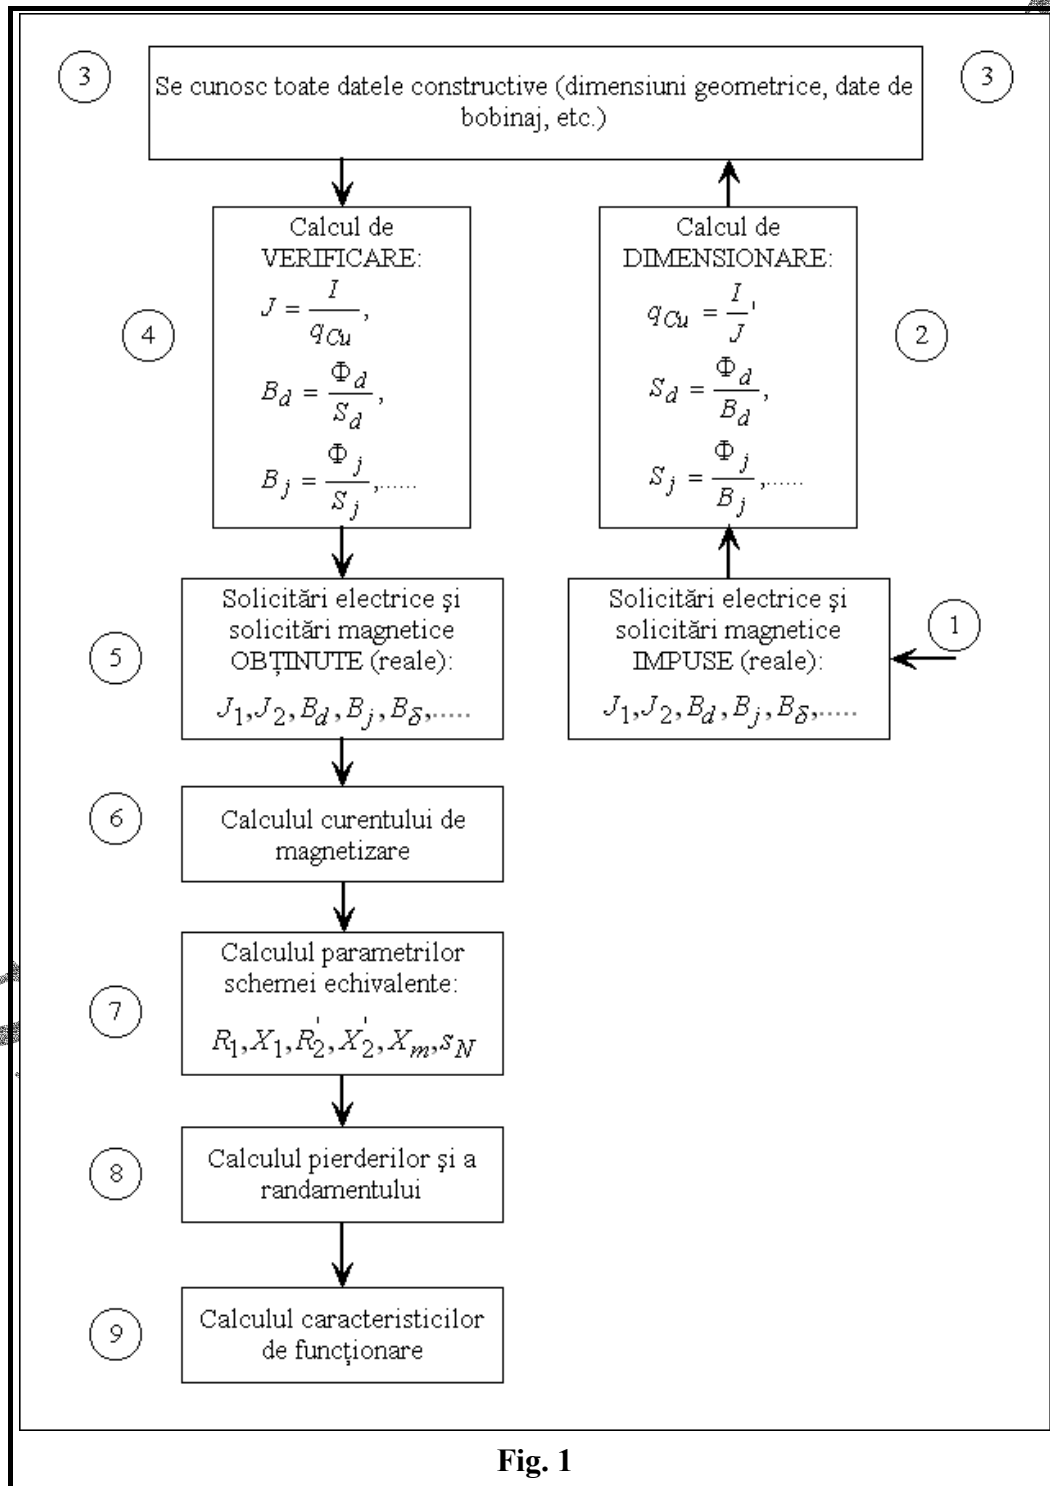 3
Se cunosc toate datele constructive (dimensiuni geometrice, date de
bobinaj, etc.)
3
Calcul de
VERIFICARE:
J = I / q_Cu,
B_d = Φ_d / S_d,
B_j = Φ_j / S_j,......
4
Calcul de
DIMENSIONARE:
q_Cu = I / J '
S_d = Φ_d / B_d,
S_j = Φ_j / B_j,......
2
Solicitări electrice şi
solicitări magnetice
OBŢINUTE (reale):
J_1, J_2, B_d, B_j, B_δ,.....
5
Solicitări electrice şi
solicitări magnetice
IMPUSE (reale):
J_1, J_2, B_d, B_j, B_δ,.....
1
6
Calculul curentului de
magnetizare
7
Calculul parametrilor
schemei echivalente:
R_1, X_1, R_2', X_2', X_m, s_N
8
Calculul pierderilor şi a
randamentului
9
Calculul caracteristicilor
de funcţionare
Fig. 1